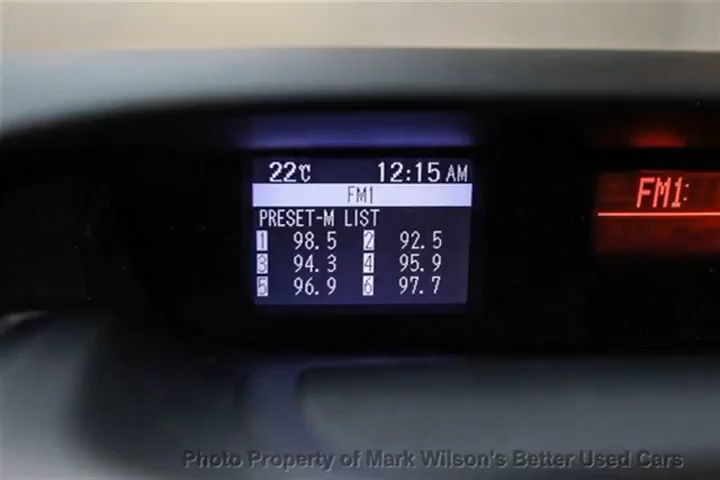 22℃ 12:15 AM
FM1
FM1:
PRESET-M LIST
1 98.5 2 92.5
3 94.3 4 95.9
5 96.9 6 97.7
Photo Property of Mark Wilson's Better Used Cars